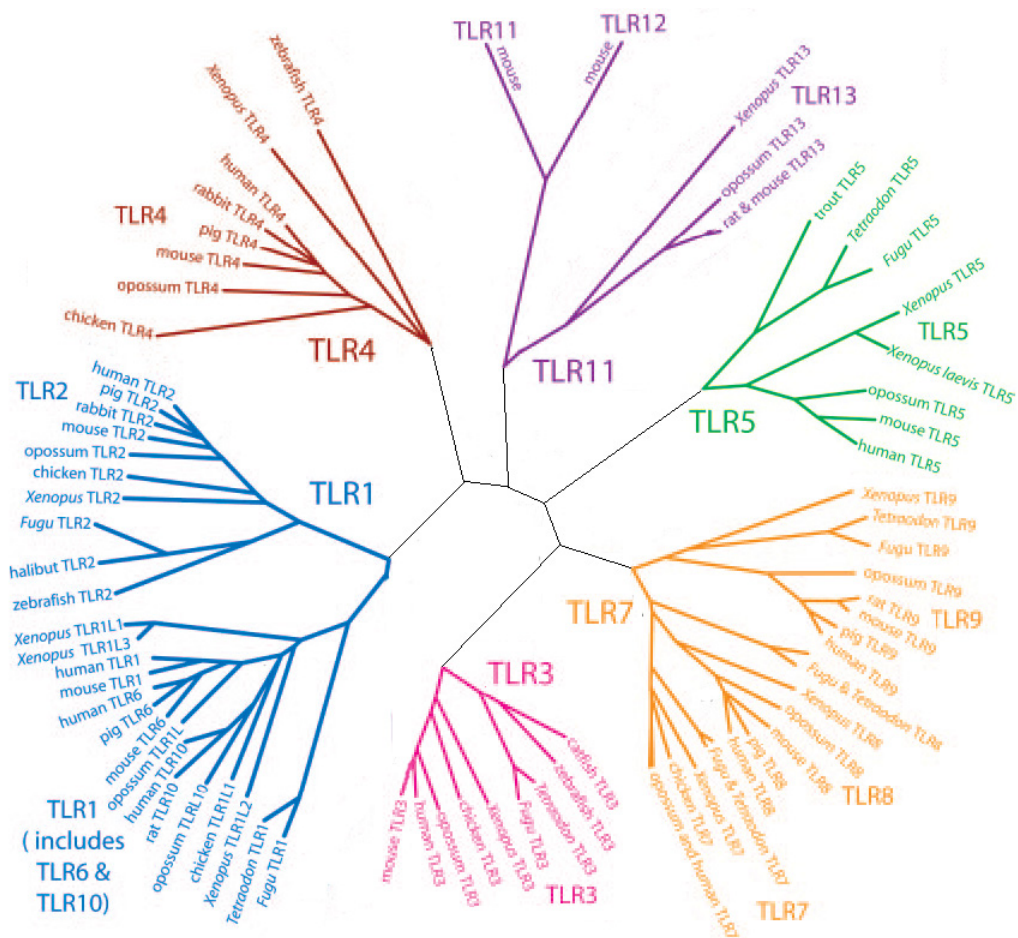 TLR11
TLR12
mouse
mouse
zebrafish TLR4
Xenopus TLR4
human TLR4
rabbit TLR4
pig TLR4
mouse TLR4
opossum TLR4
chicken TLR4
TLR4
TLR4
Xenopus TLR13
TLR13
opossum TLR13
rat & mouse TLR13
TLR11
trout TLR5
Tetraodon TLR5
Fugu TLR5
Xenopus TLR5
TLR5
Xenopus laevis TLR5
opossum TLR5
mouse TLR5
human TLR5
TLR5
TLR2
human TLR2
pig TLR2
rabbit TLR2
mouse TLR2
opossum TLR2
chicken TLR2
Xenopus TLR2
Fugu TLR2
halibut TLR2
zebrafish TLR2
TLR1
Xenopus TLR1L1
Xenopus TLR1L3
human TLR1
mouse TLR1
human TLR6
pig TLR6
mouse TLR6
opossum TLR1L
human TLR10
rat TLR10
opossum TLRL10
chicken TLR1L1
Xenopus TLR1L2
Tetraodon TLR1
Fugu TLR1
TLR1
( includes
TLR6 &
TLR10)
Xenopus TLR9
Tetraodon TLR9
Fugu TLR9
opossum TLR9
rat TLR9
mouse TLR9
pig TLR9
human TLR9
TLR9
TLR7
Fugu & Tetraodon TLR8
Xenopus TLR8
opossum TLR8
mouse TLR8
pig TLR8
human TLR8
TLR8
Fugu & Tetraodon TLR7
Xenopus TLR7
chicken TLR7
opossum and human TLR7
TLR7
TLR3
catfish TLR3
zebrafish TLR3
Tetraodon TLR3
Fugu TLR3
Xenopus TLR3
chicken TLR3
opossum TLR3
human TLR3
mouse TLR3
TLR3